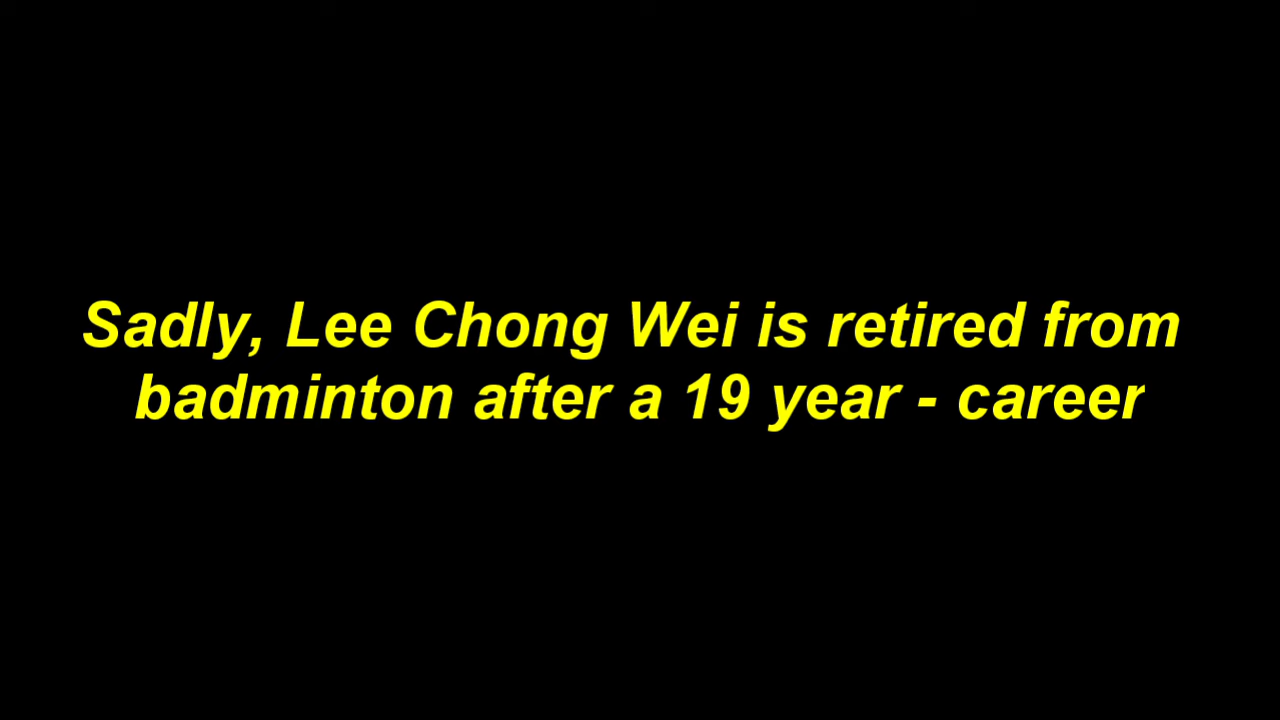 Sadly, Lee Chong Wei is retired from
badminton after a 19 year - career